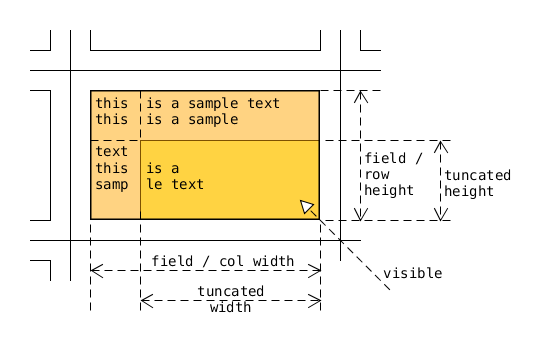 this is a sample text
this is a sample
text
this is a
samp le text
field /
row
height
tuncated
height
field / col width
tuncated
width
visible